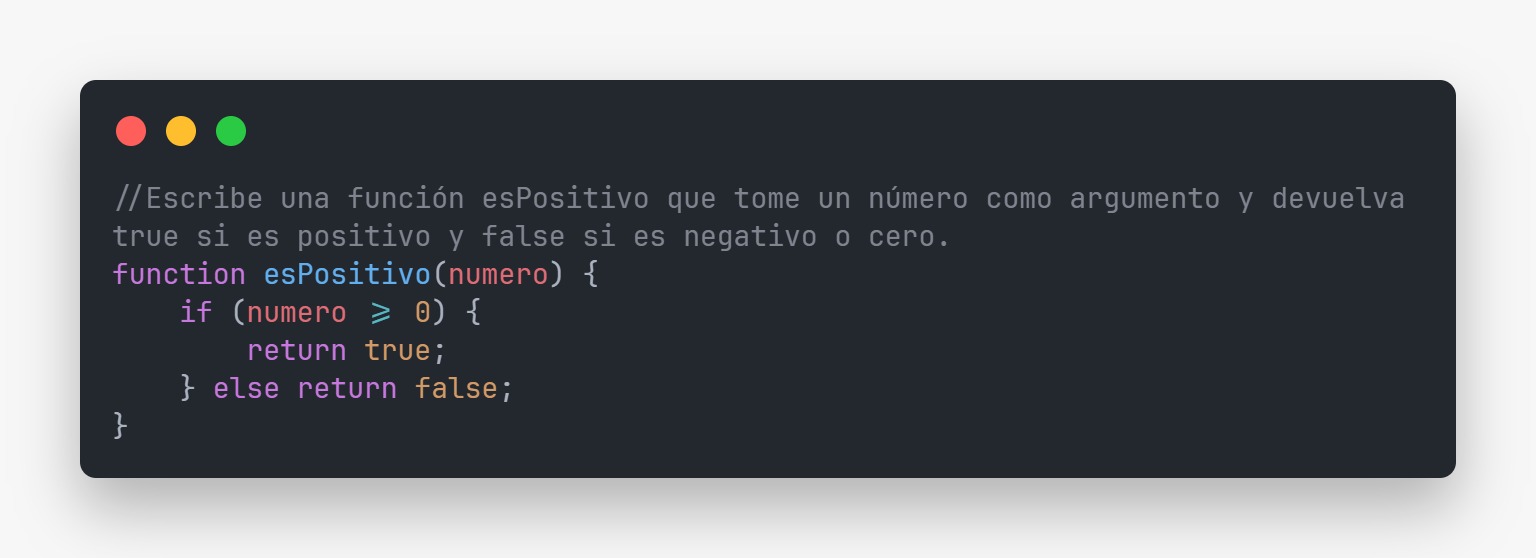 //Escribe una función esPositivo que tome un número como argumento y devuelva
true si es positivo y false si es negativo o cero.
function esPositivo(numero) {
    if (numero >= 0) {
        return true;
    } else return false;
}